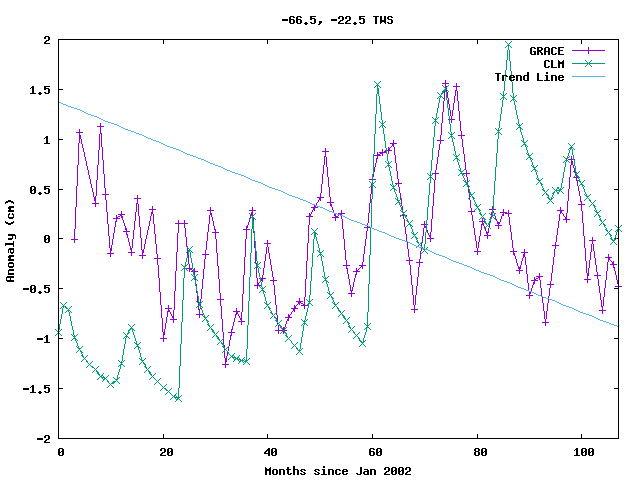 -66.5, -22.5 TWS
GRACE
CLM
Trend Line
2
1.5
1
0.5
0
-0.5
-1
-1.5
-2
Anomaly (cm)
0 20 40 60 80 100
Months since Jan 2002